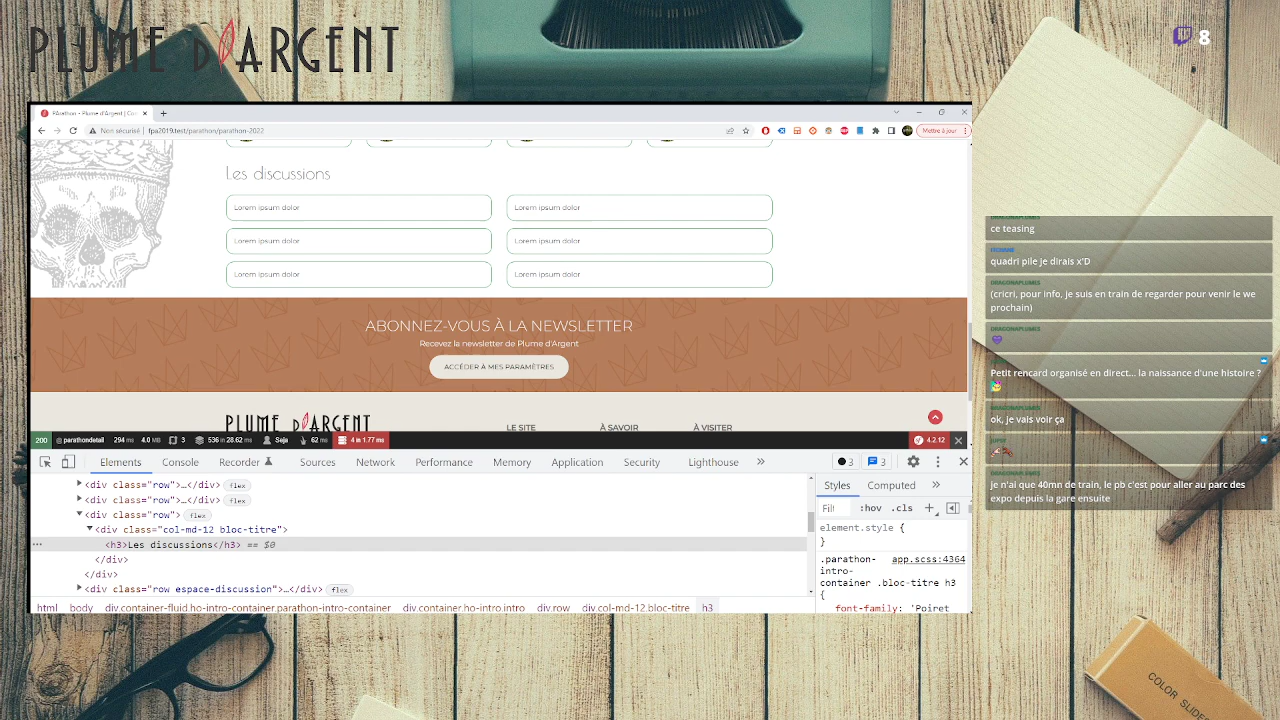 PLUME D'ARGENT
8
PArathon - Plume d'Argent | Con
Non sécurisé | fpa2019.test/parathon/parathon-2022
Mettre à jour
Les discussions
Lorem ipsum dolor
Lorem ipsum dolor
Lorem ipsum dolor
Lorem ipsum dolor
Lorem ipsum dolor
Lorem ipsum dolor
ABONNEZ-VOUS À LA NEWSLETTER
Recevez la newsletter de Plume d'Argent
ACCÉDER À MES PARAMÈTRES
PLUME D'ARGENT
LE SITE
À SAVOIR
À VISITER
200 @ parathondetail 294 ms 4.0 MB 3 536 in 28.62 ms Seja 62 ms 4 in 1.77 ms 4.2.12
Elements Console Recorder Sources Network Performance Memory Application Security Lighthouse » 3 3
<div class="row">…</div> flex
<div class="row">…</div> flex
<div class="row"> flex
<div class="col-md-12 bloc-titre">
<h3>Les discussions</h3> == $0
</div>
</div>
<div class="row espace-discussion">…</div> flex
html body div.container-fluid.ho-intro-container.parathon-intro-container div.container.ho-intro.intro div.row div.col-md-12.bloc-titre h3
Styles Computed »
Filt :hov .cls +
element.style {
}
.parathon- app.scss:4364
intro-
container .bloc-titre h3
{
font-family: 'Poiret
DRAGONAPLUMES
ce teasing
quadri pile je dirais x'D
DRAGONAPLUMES
(cricri, pour info, je suis en train de regarder pour venir le we
prochain)
DRAGONAPLUMES
Petit rencard organisé en direct... la naissance d'une histoire ?
DRAGONAPLUMES
ok, je vais voir ça
DRAGONAPLUMES
je n'ai que 40mn de train, le pb c'est pour aller au parc des
expo depuis la gare ensuite
COLOR SLIDES